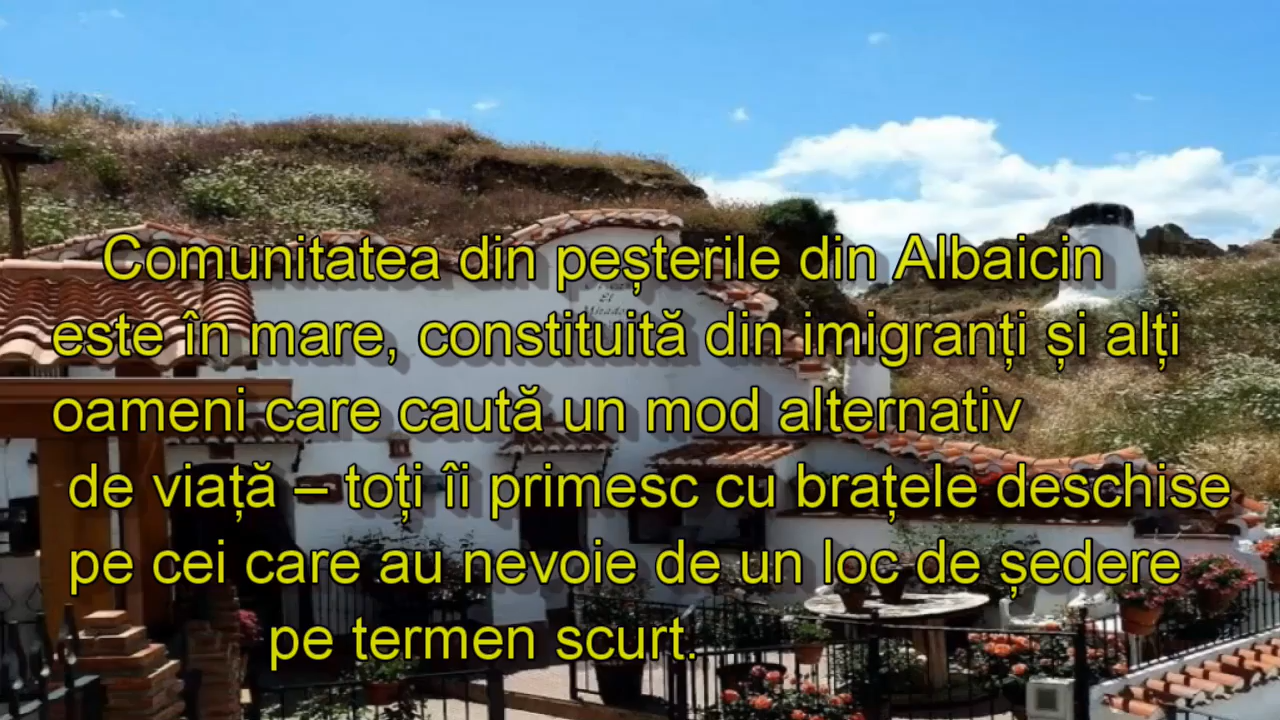 Comunitatea din peșterile din Albaicin
este în mare, constituită din imigranți și alți
oameni care caută un mod alternativ
de viață – toți îi primesc cu brațele deschise
pe cei care au nevoie de un loc de ședere
pe termen scurt.
El